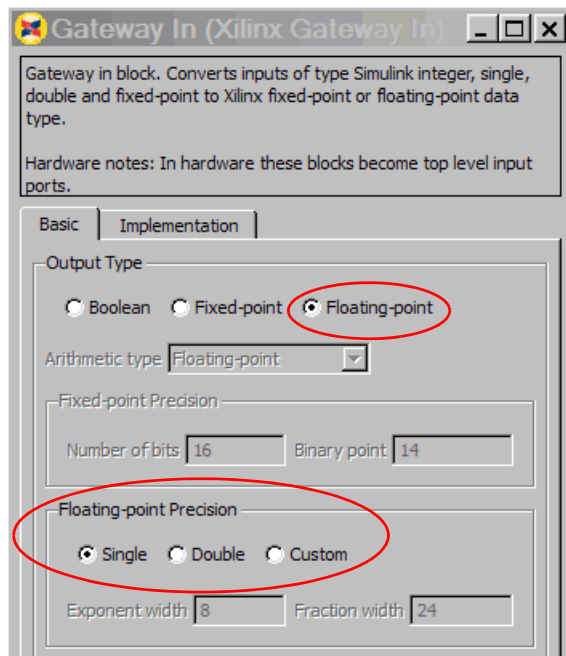 Gateway In (Xilinx Gateway In)
Gateway in block. Converts inputs of type Simulink integer, single,
double and fixed-point to Xilinx fixed-point or floating-point data
type.
Hardware notes: In hardware these blocks become top level input
ports.
Basic Implementation
Output Type
Boolean Fixed-point Floating-point
Arithmetic type Floating-point
Fixed-point Precision
Number of bits 16 Binary point 14
Floating-point Precision
Single Double Custom
Exponent width 8 Fraction width 24